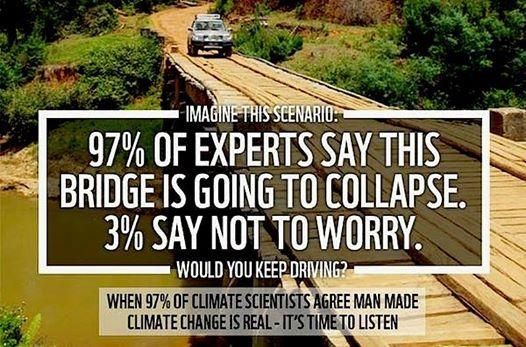 IMAGINE THIS SCENARIO:
97% OF EXPERTS SAY THIS
BRIDGE IS GOING TO COLLAPSE.
3% SAY NOT TO WORRY.
WOULD YOU KEEP DRIVING?
WHEN 97% OF CLIMATE SCIENTISTS AGREE MAN MADE
CLIMATE CHANGE IS REAL - IT'S TIME TO LISTEN